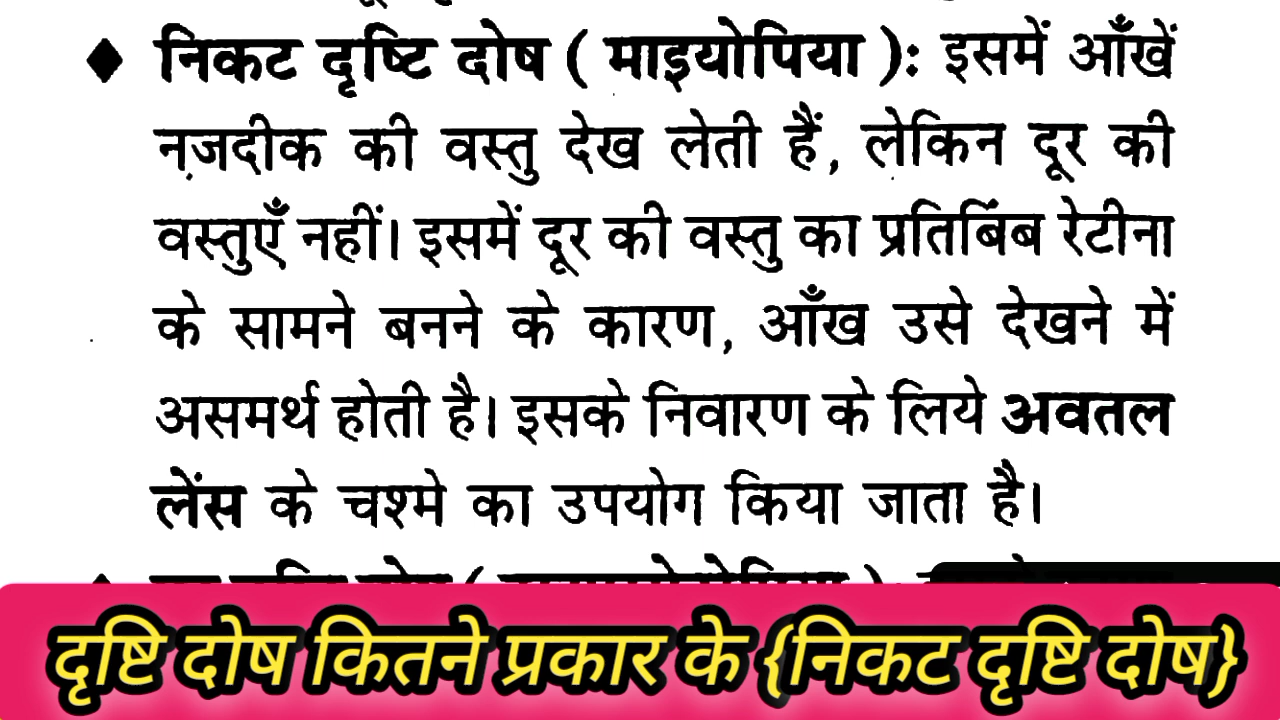 ♦ निकट दृष्टि दोष ( माइयोपिया ): इसमें आँखें
नज़दीक की वस्तु देख लेती हैं, लेकिन दूर की
वस्तुएँ नहीं। इसमें दूर की वस्तु का प्रतिबिंब रेटीना
के सामने बनने के कारण, आँख उसे देखने में
असमर्थ होती है। इसके निवारण के लिये अवतल
लेंस के चश्मे का उपयोग किया जाता है।
दृष्टि दोष कितने प्रकार के {निकट दृष्टि दोष}